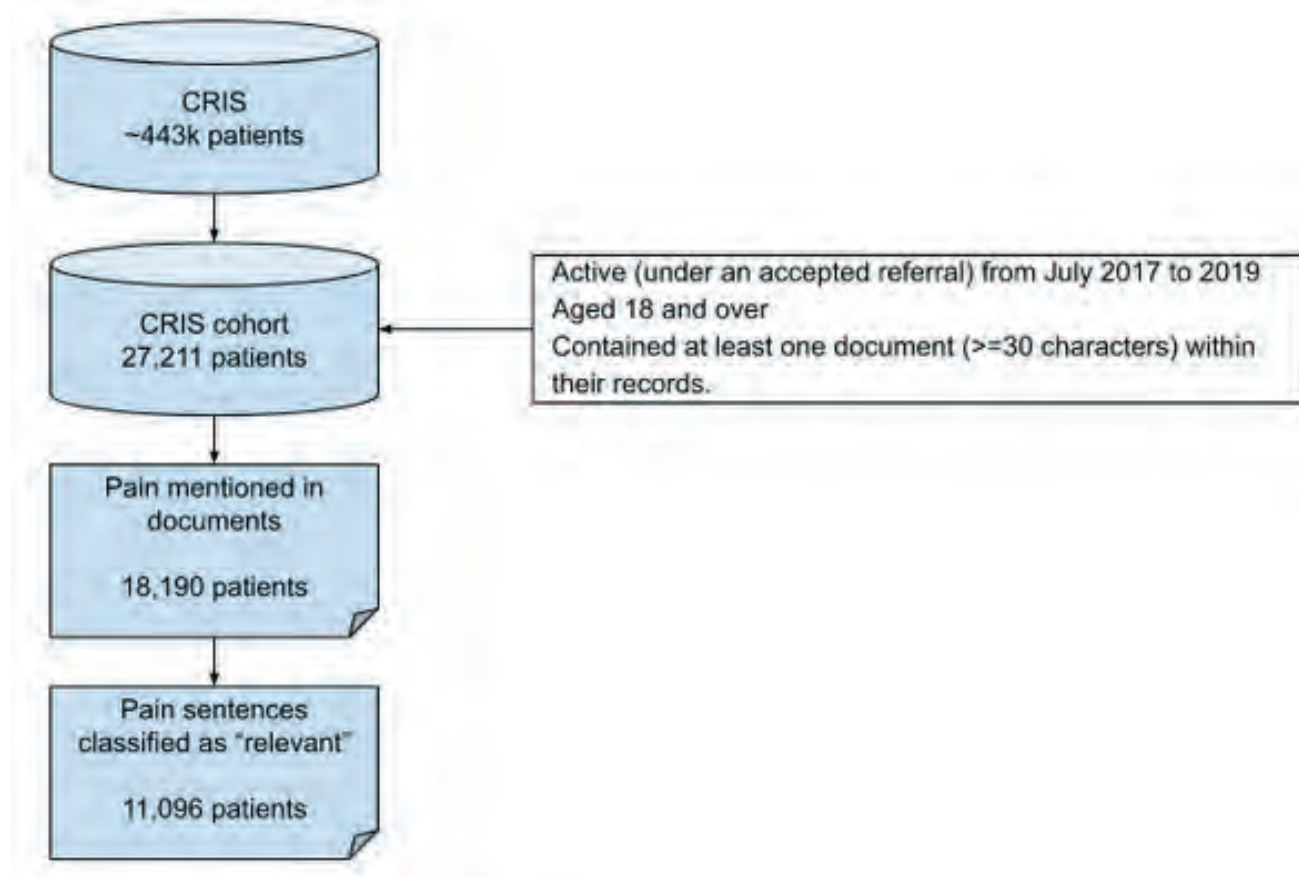 CRIS
~443k patients
CRIS cohort
27,211 patients
Active (under an accepted referral) from July 2017 to 2019
Aged 18 and over
Contained at least one document (>=30 characters) within
their records.
Pain mentioned in
documents
18,190 patients
Pain sentences
classified as “relevant”
11,096 patients